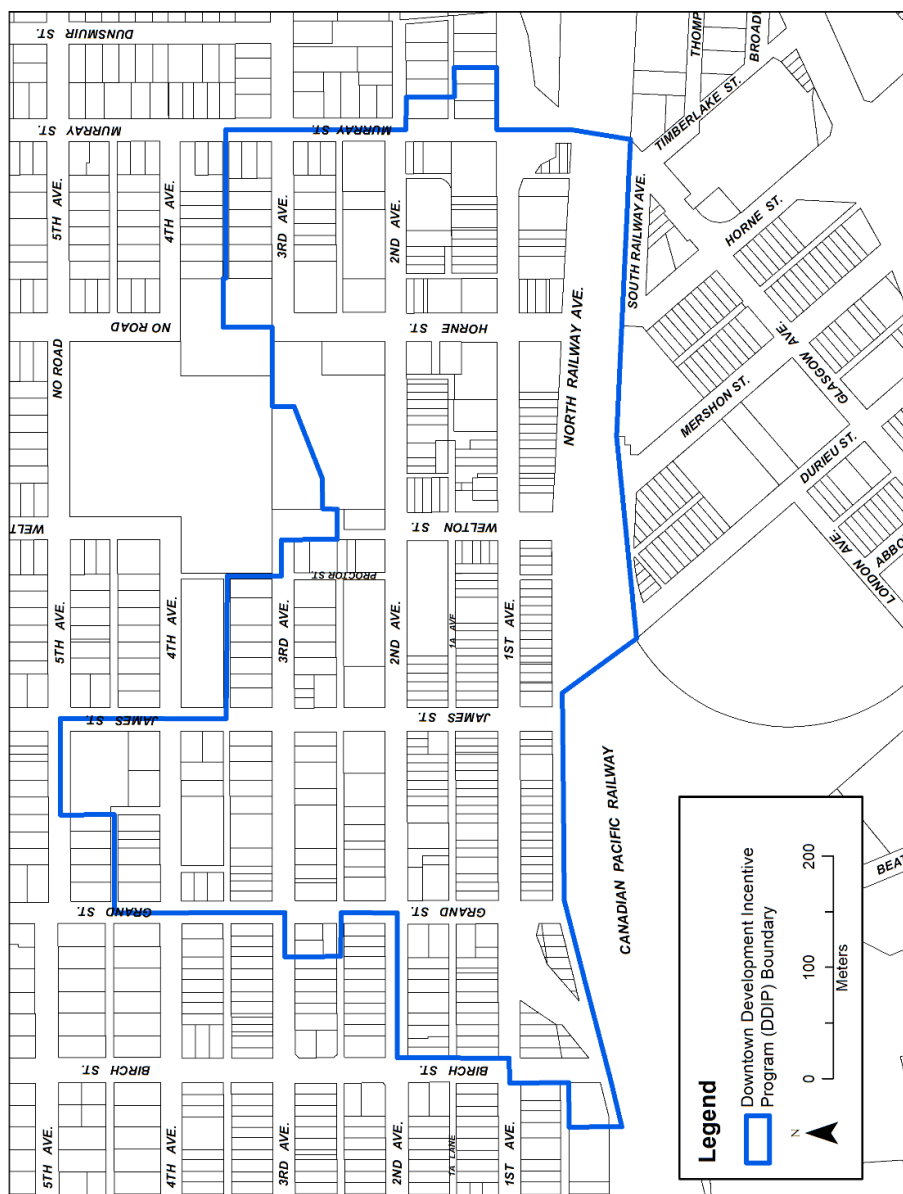 DUNSMUIR ST.
WELT
5TH AVE.
5TH AVE.
NO ROAD
5TH AVE.
BIRCH ST.
GRAND ST.
JAMES ST.
NO ROAD
MURRAY ST.
4TH AVE.
4TH AVE.
4TH AVE.
3RD AVE.
3RD AVE.
3RD AVE.
PROCTOR ST.
MURRAY ST.
2ND AVE.
2ND AVE.
2ND AVE.
BIRCH ST.
GRAND ST.
JAMES ST.
WELTON ST.
HORNE ST.
1A LANE
1A AVE
1ST AVE.
1ST AVE.
NORTH RAILWAY AVE.
CANADIAN PACIFIC RAILWAY
SOUTH RAILWAY AVE.
TIMBERLAKE ST.
THOMP
BROADI
HORNE ST.
MERSHON ST.
GLASGOW AVE.
DURIEU ST.
LONDON AVE.
ABBO
BEAT
Legend
Downtown Development Incentive
Program (DDIP) Boundary
N
0 100 200
Meters